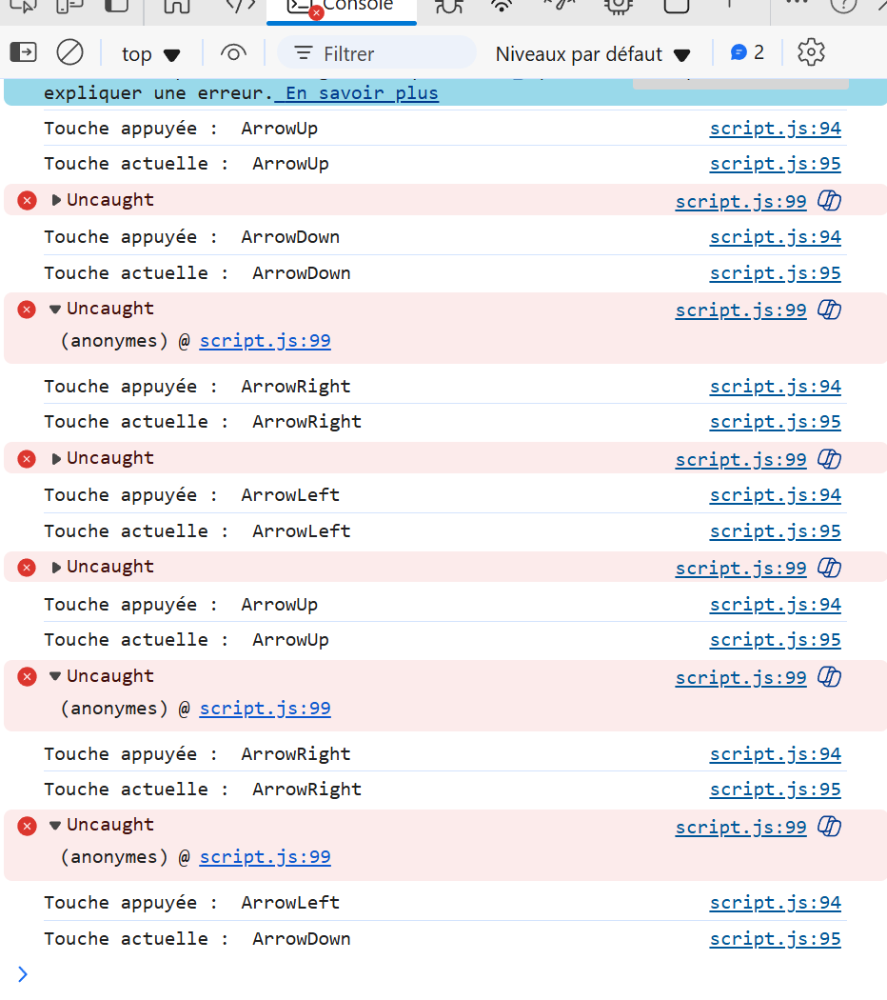 Console
top
Filtrer
Niveaux par défaut
2
expliquer une erreur. En savoir plus
Touche appuyée :  ArrowUp script.js:94
Touche actuelle :  ArrowUp script.js:95
Uncaught script.js:99
Touche appuyée :  ArrowDown script.js:94
Touche actuelle :  ArrowDown script.js:95
Uncaught script.js:99
(anonymes) @ script.js:99
Touche appuyée :  ArrowRight script.js:94
Touche actuelle :  ArrowRight script.js:95
Uncaught script.js:99
Touche appuyée :  ArrowLeft script.js:94
Touche actuelle :  ArrowLeft script.js:95
Uncaught script.js:99
Touche appuyée :  ArrowUp script.js:94
Touche actuelle :  ArrowUp script.js:95
Uncaught script.js:99
(anonymes) @ script.js:99
Touche appuyée :  ArrowRight script.js:94
Touche actuelle :  ArrowRight script.js:95
Uncaught script.js:99
(anonymes) @ script.js:99
Touche appuyée :  ArrowLeft script.js:94
Touche actuelle :  ArrowDown script.js:95